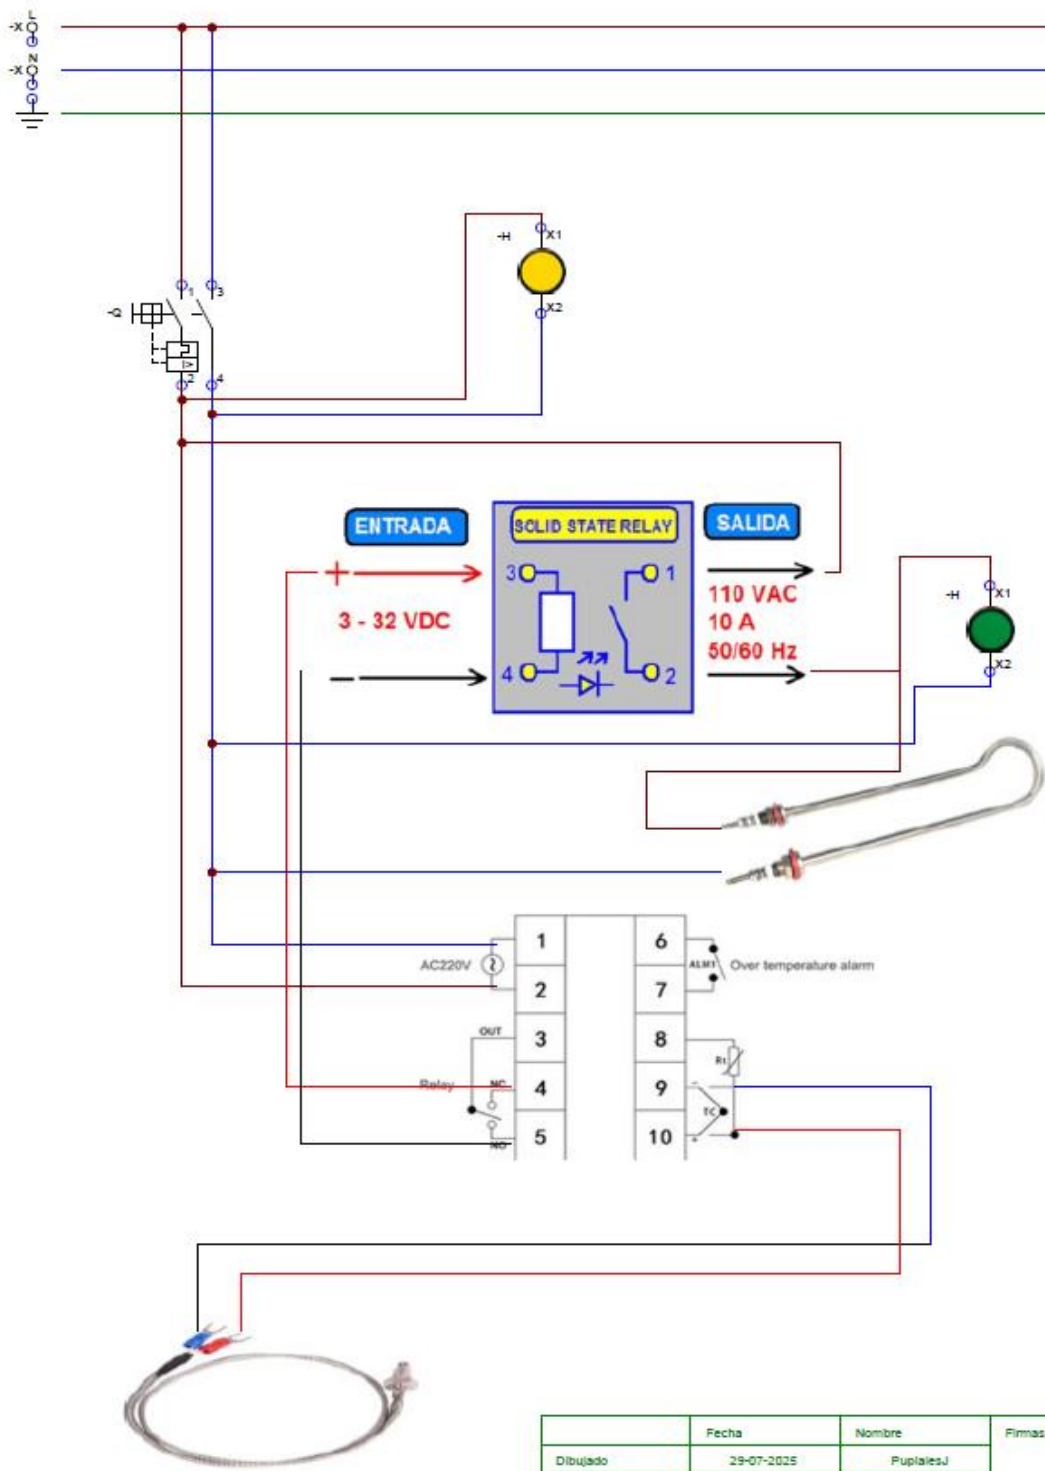 -X L
-X N
-H X1
X2
1 3
-Q
I>
2 4
ENTRADA
SOLID STATE RELAY
SALIDA
+ 3 1
110 VAC
3 - 32 VDC
10 A
50/60 Hz
- 4 2
-H X1
X2
1 6
AC220V ALM1 Over temperature alarm
2 7
OUT 3 8
Rt
Relay NC 4 9 -
TC
NO 5 10 +
Fecha Nombre Firmas
Dibujado 29-07-2025 PupialesJ